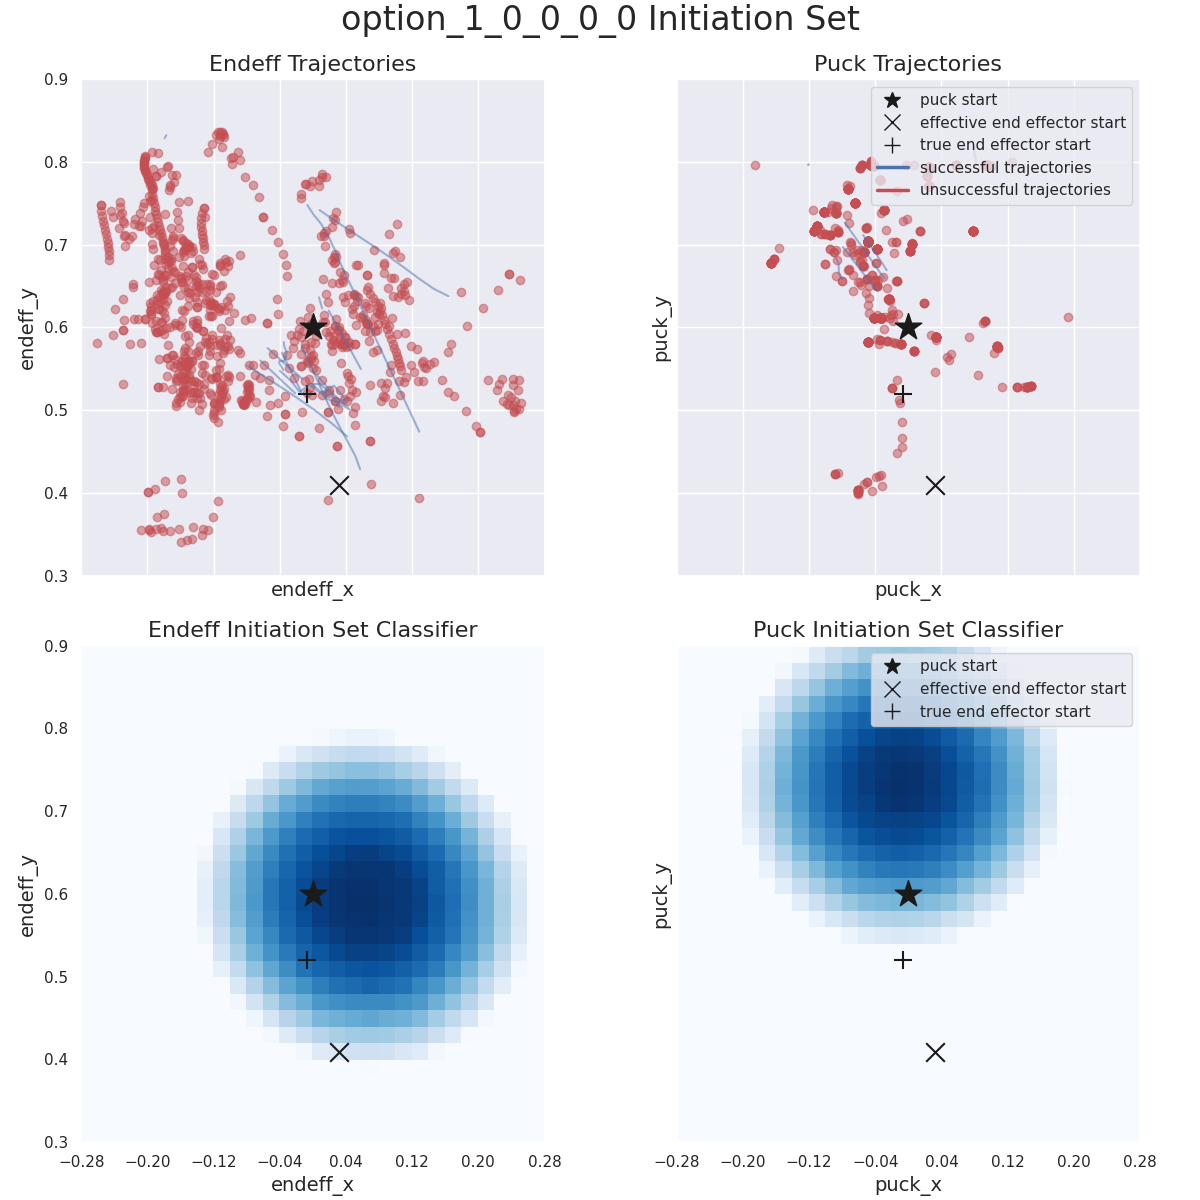 option_1_0_0_0_0 Initiation Set
Endeff Trajectories
Puck Trajectories
0.9
0.8
0.7
0.6
0.5
0.4
0.3
endeff_y
endeff_x
puck start
effective end effector start
true end effector start
successful trajectories
unsuccessful trajectories
puck_y
puck_x
Endeff Initiation Set Classifier
Puck Initiation Set Classifier
0.9
0.8
0.7
0.6
0.5
0.4
0.3
endeff_y
−0.28 −0.20 −0.12 −0.04 0.04 0.12 0.20 0.28
endeff_x
puck start
effective end effector start
true end effector start
puck_y
−0.28 −0.20 −0.12 −0.04 0.04 0.12 0.20 0.28
puck_x